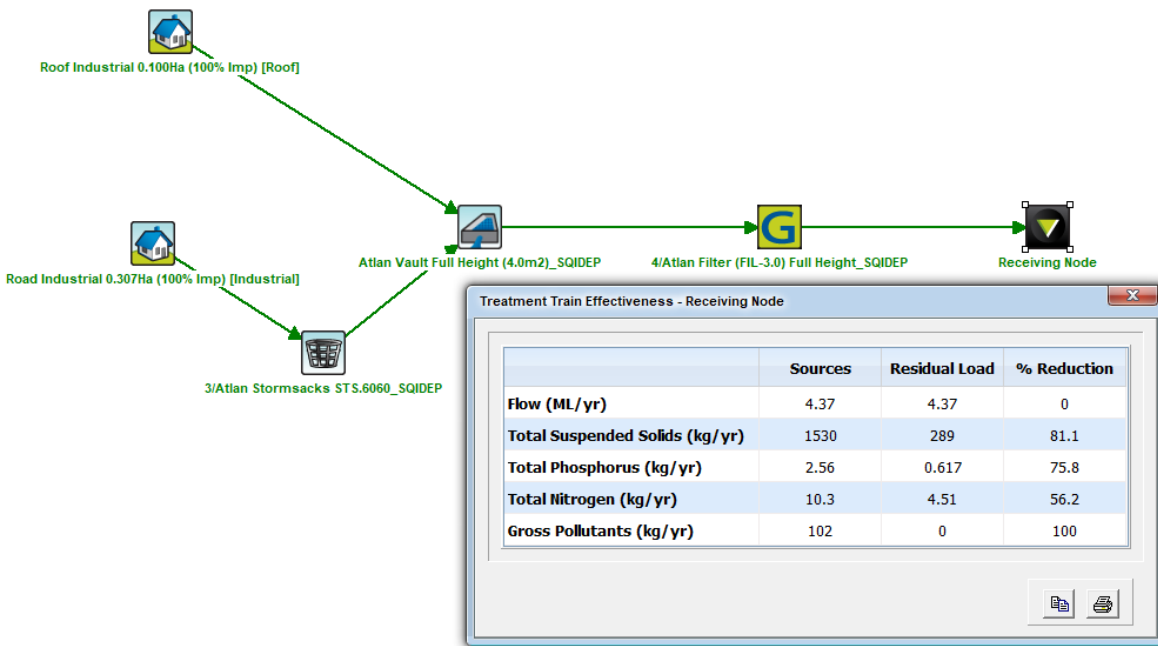 Roof Industrial 0.100Ha (100% Imp) [Roof]
Atlan Vault Full Height (4.0m2)_SQIDEP
4/Atlan Filter (FIL-3.0) Full Height_SQIDEP
Receiving Node
Road Industrial 0.307Ha (100% Imp) [Industrial]
3/Atlan Stormsacks STS.6060_SQIDEP
Treatment Train Effectiveness - Receiving Node
Sources Residual Load % Reduction
Flow (ML/yr) 4.37 4.37 0
Total Suspended Solids (kg/yr) 1530 289 81.1
Total Phosphorus (kg/yr) 2.56 0.617 75.8
Total Nitrogen (kg/yr) 10.3 4.51 56.2
Gross Pollutants (kg/yr) 102 0 100